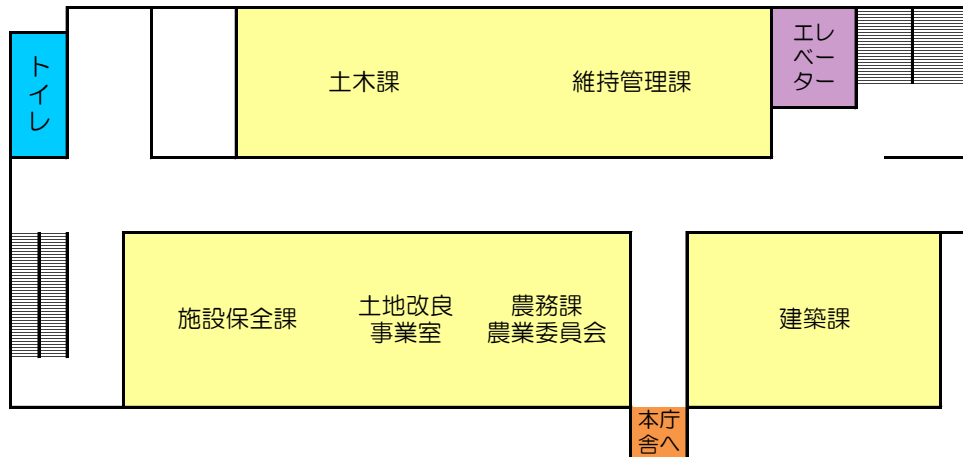 トイレ
土木課
維持管理課
エレ
ベー
ター
施設保全課
土地改良
事業室
農務課
農業委員会
建築課
本庁
舎へ